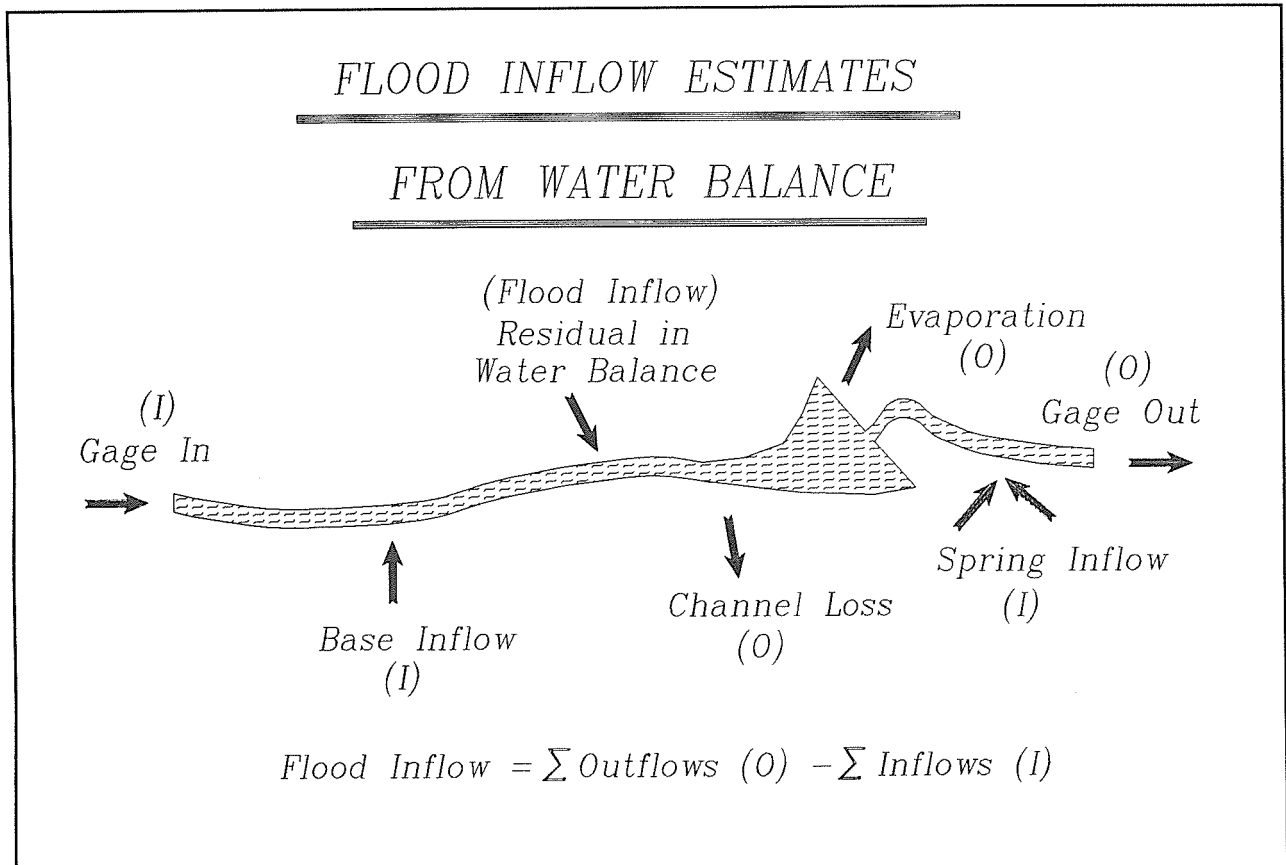 FLOOD INFLOW ESTIMATES
FROM WATER BALANCE
(Flood Inflow)
Residual in
Water Balance
Evaporation
(O)
(O)
Gage Out
(I)
Gage In
Spring Inflow
(I)
Channel Loss
(O)
Base Inflow
(I)
Flood Inflow = Σ Outflows (O) - Σ Inflows (I)